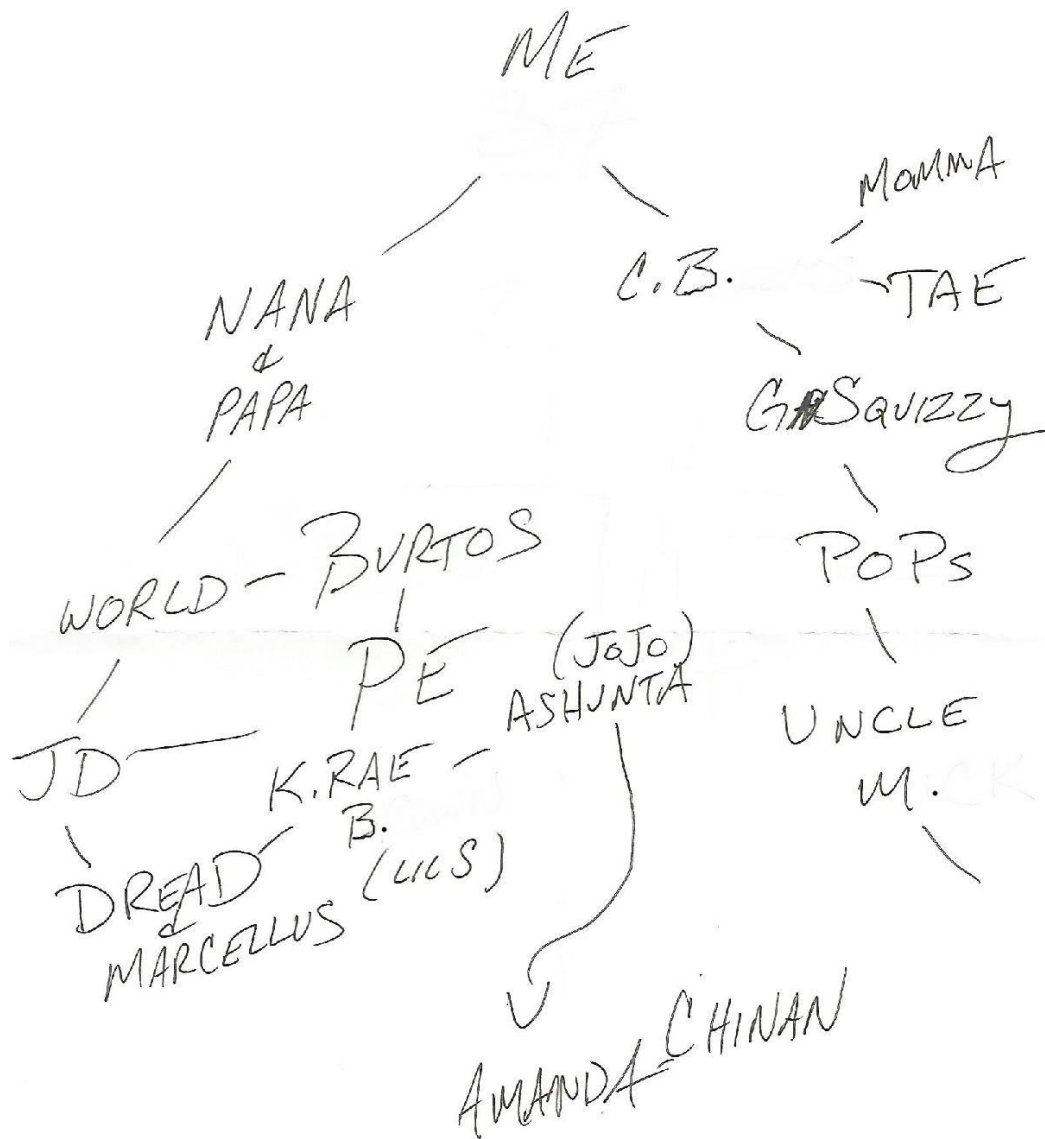 ME
MOMMA
C.B.
TAE
NANA
&
PAPA
SQUIZZY
POPS
WORLD - BURTOS
PE
(JOJO)
ASHUNTA
UNCLE
M.
JD
K.RAE
B.
(LILS)
DREAD
&
MARCELLUS
AMANDA - CHINAN